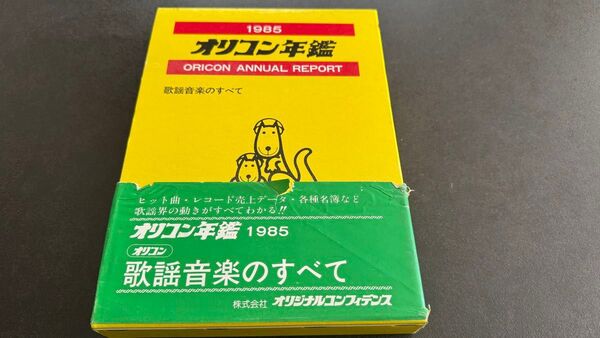 1985
オリコン年鑑
ORICON ANNUAL REPORT
歌謡音楽のすべて
ヒット曲・レコード売上データ・各種名簿など
歌謡界の動きがすべてわかる!!
オリコン年鑑 1985
オリコン
歌謡音楽のすべて
株式会社 オリジナルコンフィデンス